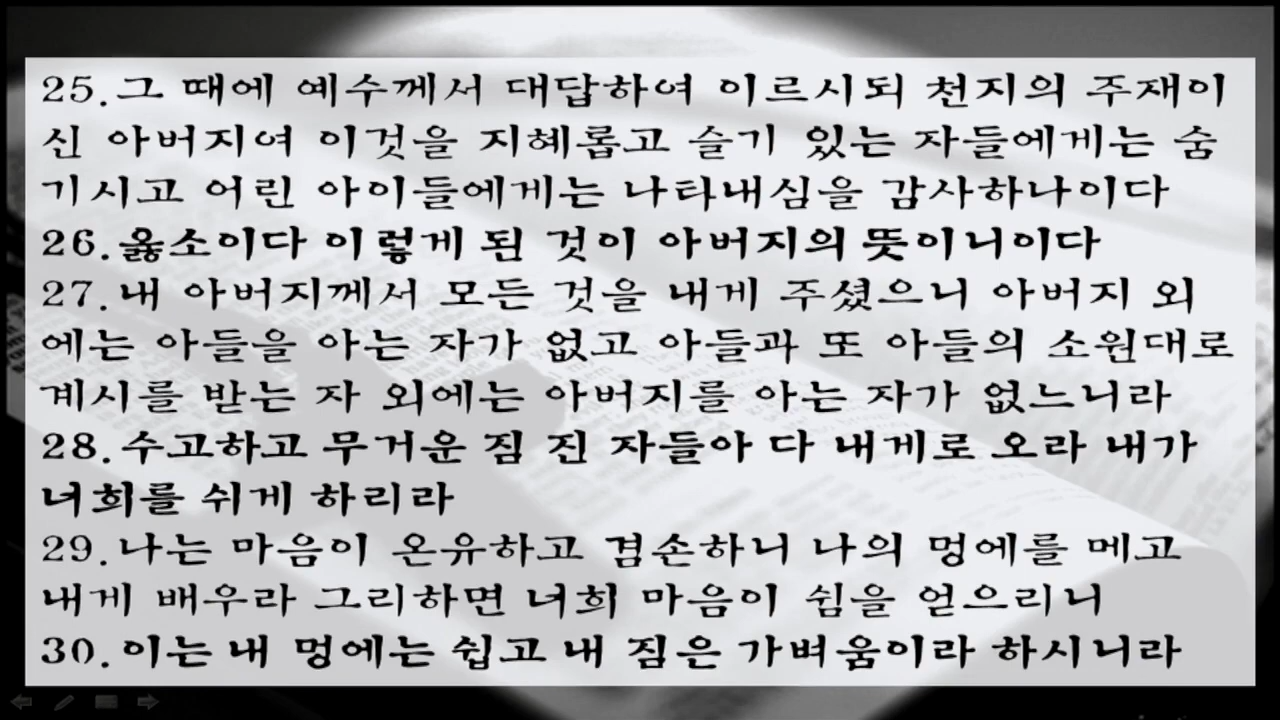 25.그 때에 예수께서 대답하여 이르시되 천지의 주재이
신 아버지여 이것을 지혜롭고 슬기 있는 자들에게는 숨
기시고 어린 아이들에게는 나타내심을 감사하나이다
26.옳소이다 이렇게 된 것이 아버지의 뜻이니이다
27.내 아버지께서 모든 것을 내게 주셨으니 아버지 외
에는 아들을 아는 자가 없고 아들과 또 아들의 소원대로
계시를 받는 자 외에는 아버지를 아는 자가 없느니라
28.수고하고 무거운 짐 진 자들아 다 내게로 오라 내가
너희를 쉬게 하리라
29.나는 마음이 온유하고 겸손하니 나의 멍에를 메고
내게 배우라 그리하면 너희 마음이 쉼을 얻으리니
30.이는 내 멍에는 쉽고 내 짐은 가벼움이라 하시니라